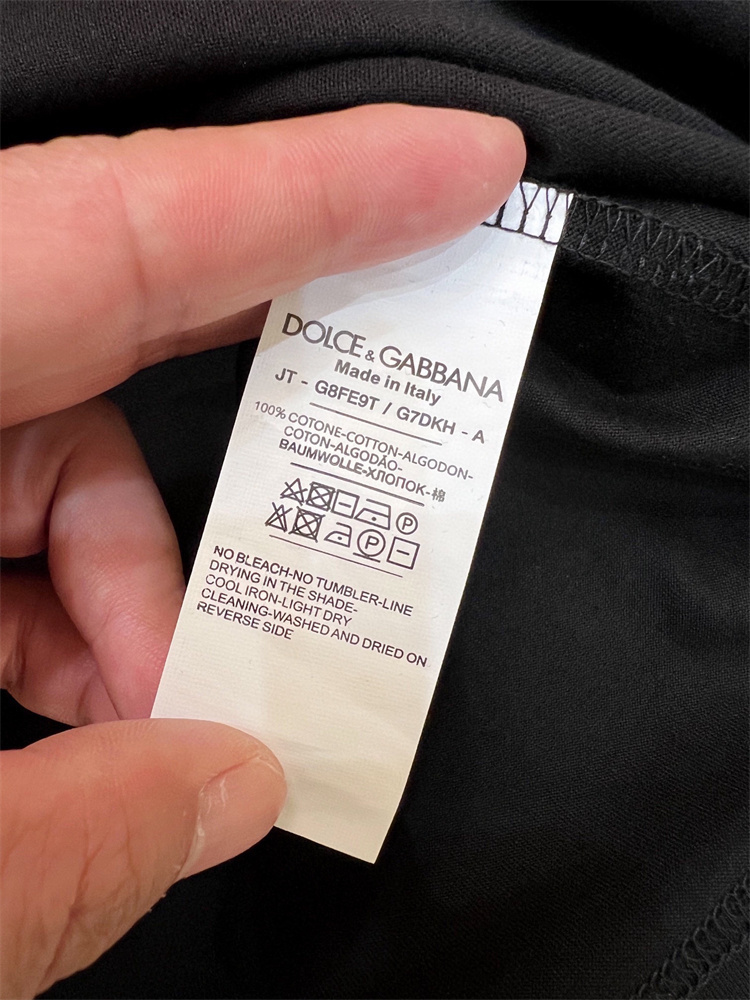 DOLCE & GABBANA
Made in Italy
JT - G8FE9T / G7DKH - A
100% COTONE-COTTON-ALGODON-
COTON-ALGODÃO-
BAUMWOLLE-ХЛОПОК-棉
P
P
NO BLEACH-NO TUMBLER-LINE
DRYING IN THE SHADE-
COOL IRON-LIGHT DRY
CLEANING-WASHED AND DRIED ON
REVERSE SIDE